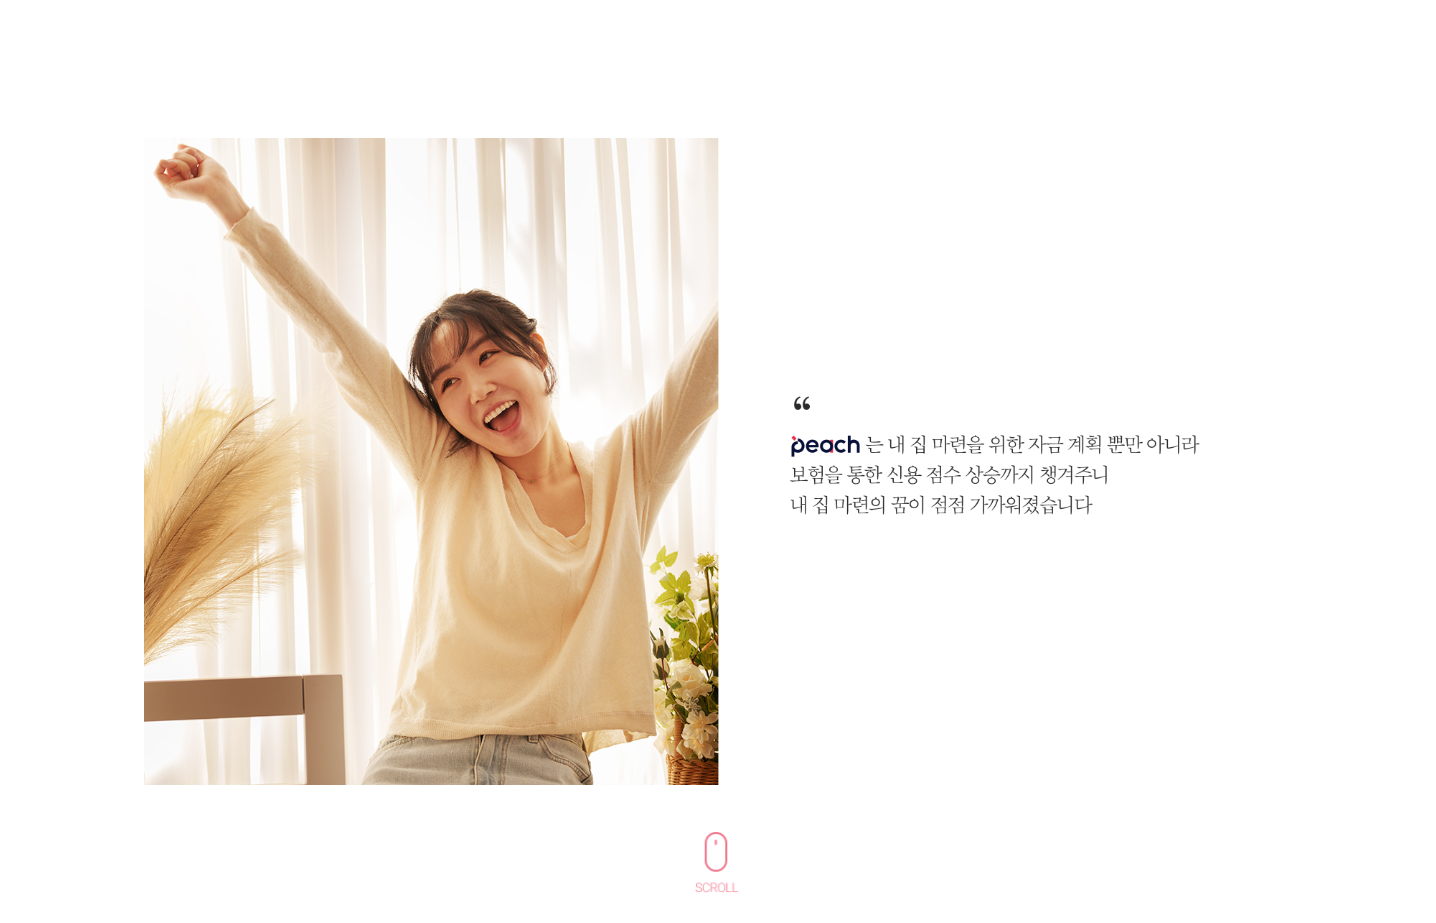 “
peach 는 내 집 마련을 위한 자금 계획 뿐만 아니라
보험을 통한 신용 점수 상승까지 챙겨주니
내 집 마련의 꿈이 점점 가까워졌습니다
SCROLL